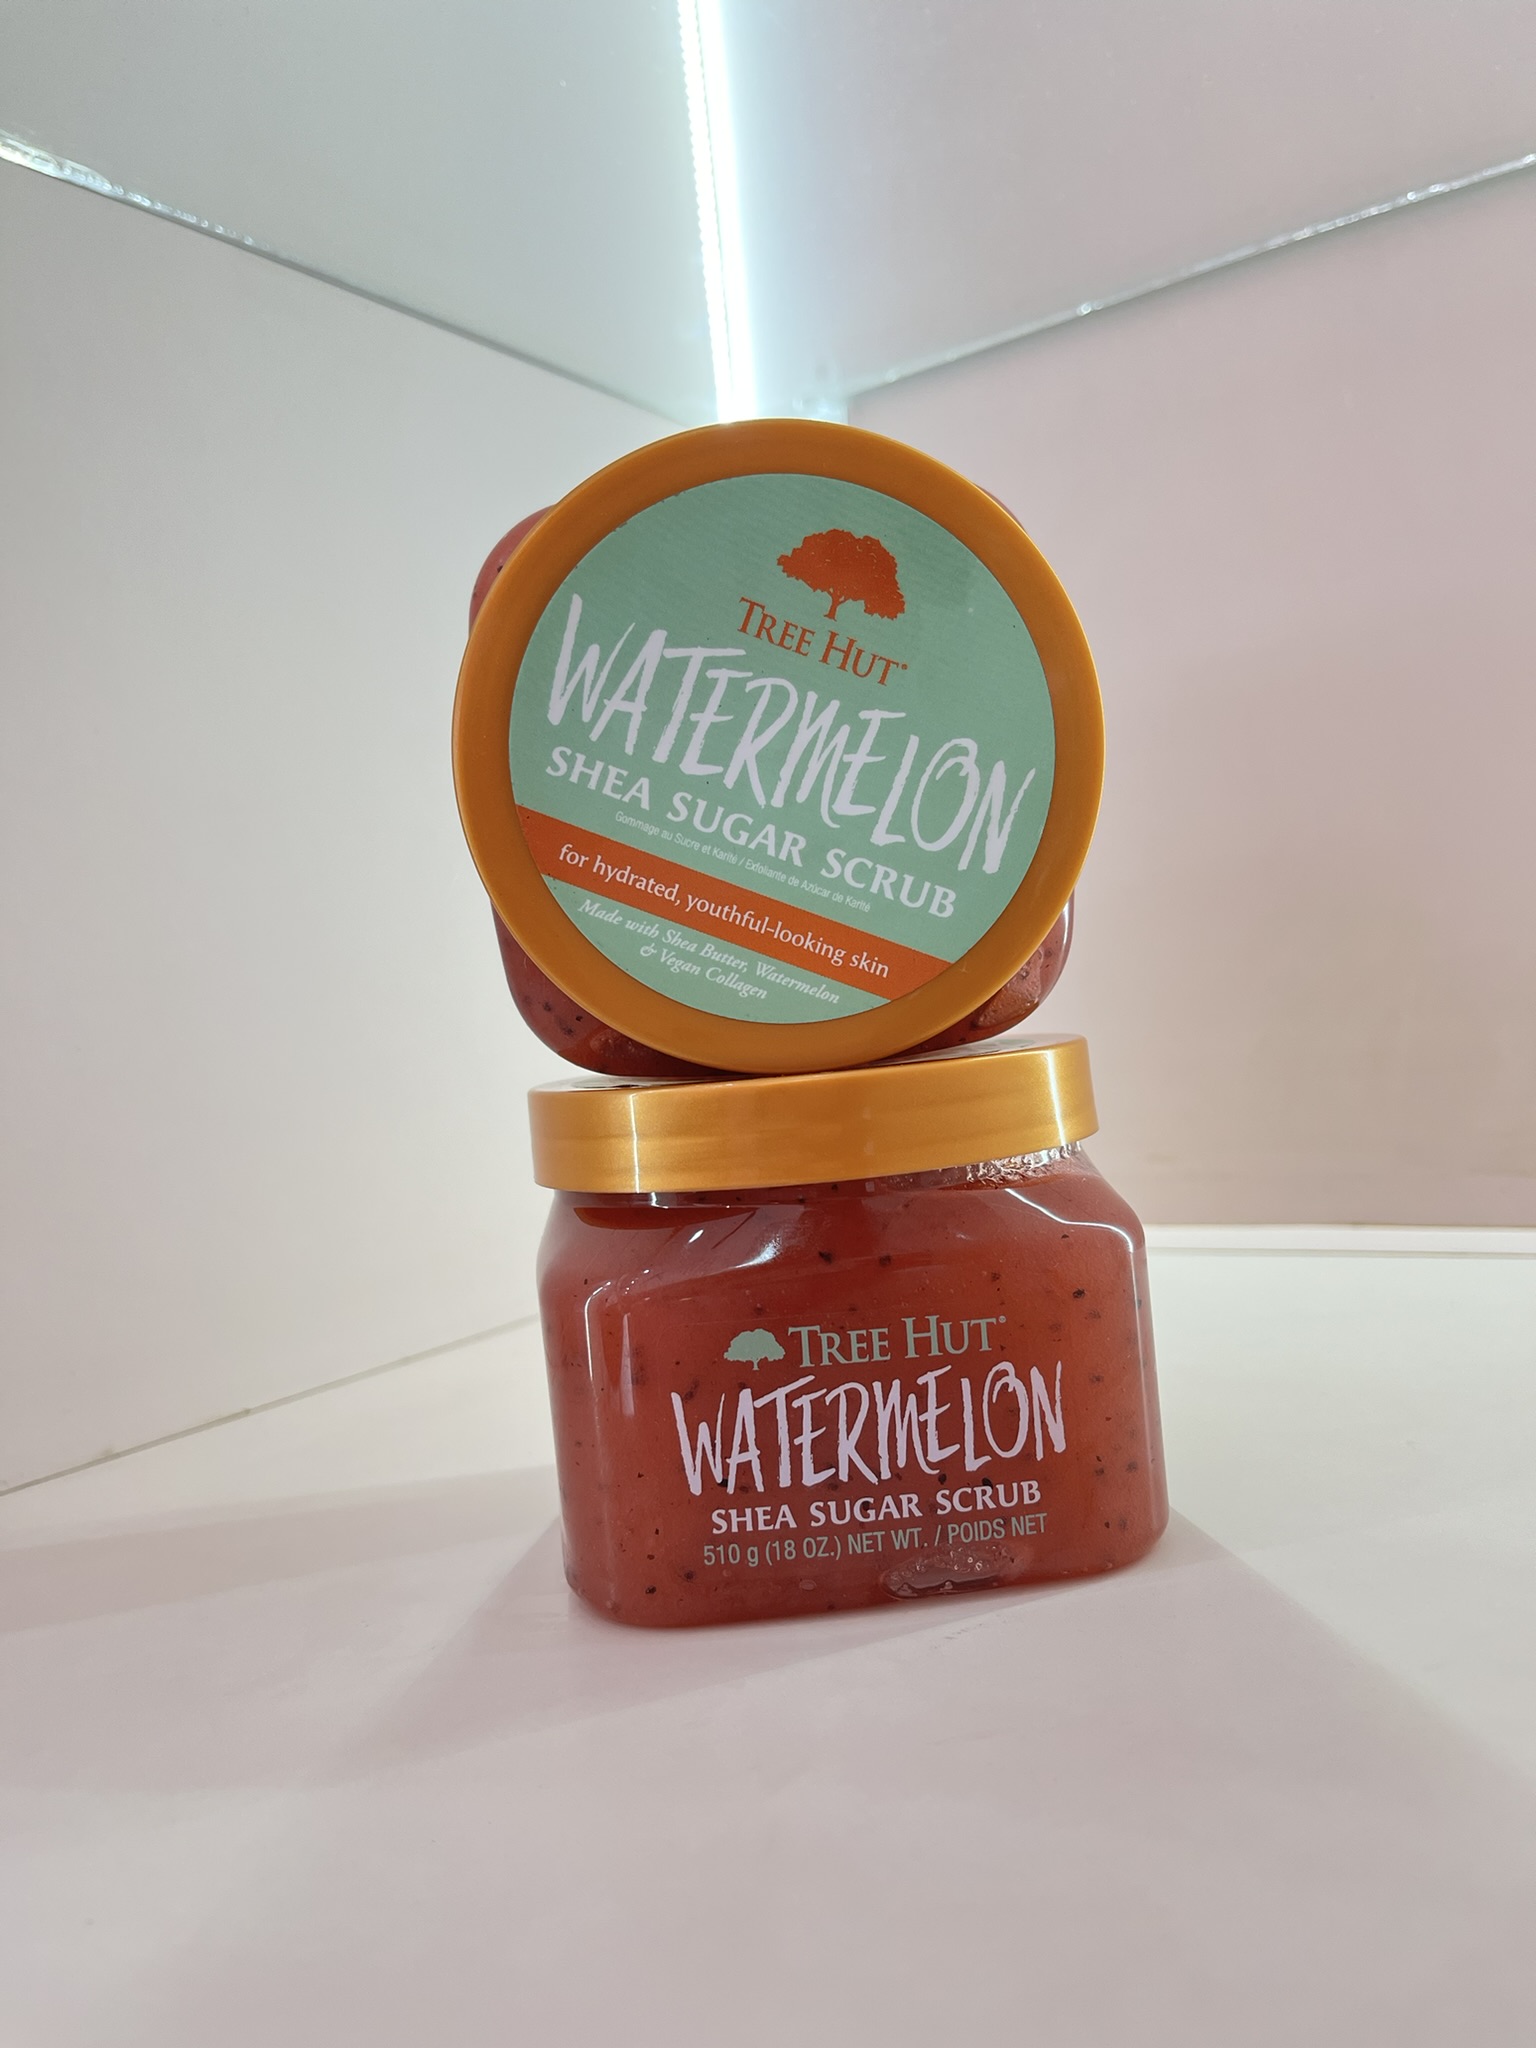 TREE HUT®
WATERMELON
SHEA SUGAR SCRUB
Gommage au Sucre et Karité / Exfoliante de Azúcar de Karité
for hydrated, youthful-looking skin
Made with Shea Butter, Watermelon
& Vegan Collagen
TREE HUT®
WATERMELON
SHEA SUGAR SCRUB
510 g (18 OZ.) NET WT. / POIDS NET